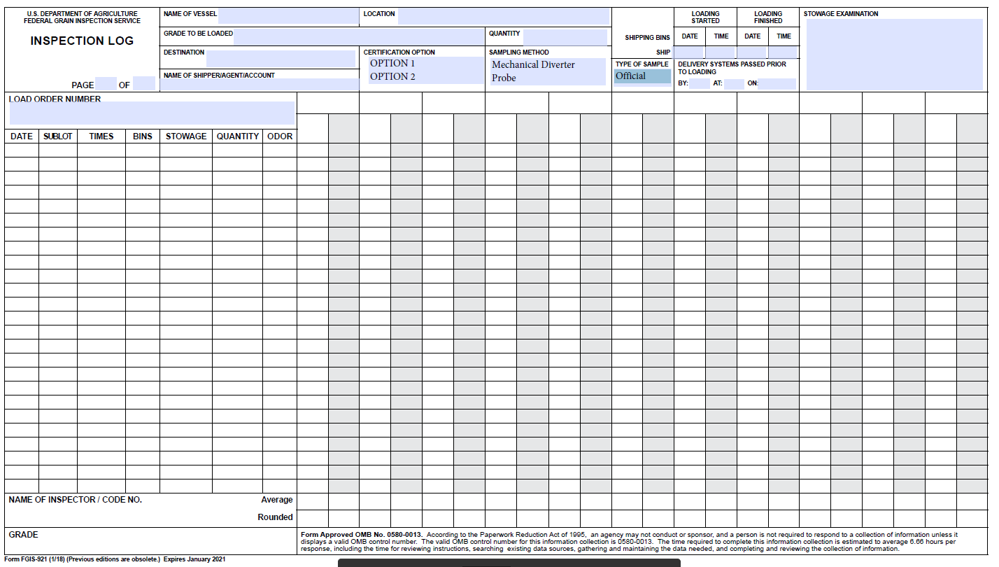 U.S. DEPARTMENT OF AGRICULTURE
FEDERAL GRAIN INSPECTION SERVICE
INSPECTION LOG
PAGE OF
NAME OF VESSEL
LOCATION
GRADE TO BE LOADED
QUANTITY
DESTINATION
NAME OF SHIPPER/AGENT/ACCOUNT
CERTIFICATION OPTION
OPTION 1
OPTION 2
SAMPLING METHOD
Mechanical Diverter
Probe
SHIPPING BINS
SHIP
TYPE OF SAMPLE
Official
LOADING
STARTED
LOADING
FINISHED
DATE TIME DATE TIME
DELIVERY SYSTEMS PASSED PRIOR
TO LOADING
BY: AT: ON:
STOWAGE EXAMINATION
LOAD ORDER NUMBER
DATE SUBLOT TIMES BINS STOWAGE QUANTITY ODOR
NAME OF INSPECTOR / CODE NO. Average
Rounded
GRADE
Form Approved OMB No. 0580-0013. According to the Paperwork Reduction Act of 1995, an agency may not conduct or sponsor, and a person is not required to respond to a collection of information unless it
displays a valid OMB control number. The valid OMB control number for this information collection is 0580-0013. The time required to complete this information collection is estimated to average 6.66 hours per
response, including the time for reviewing instructions, searching existing data sources, gathering and maintaining the data needed, and completing and reviewing the collection of information.
Form FGIS-921 (1/18) (Previous editions are obsolete.) Expires January 2021